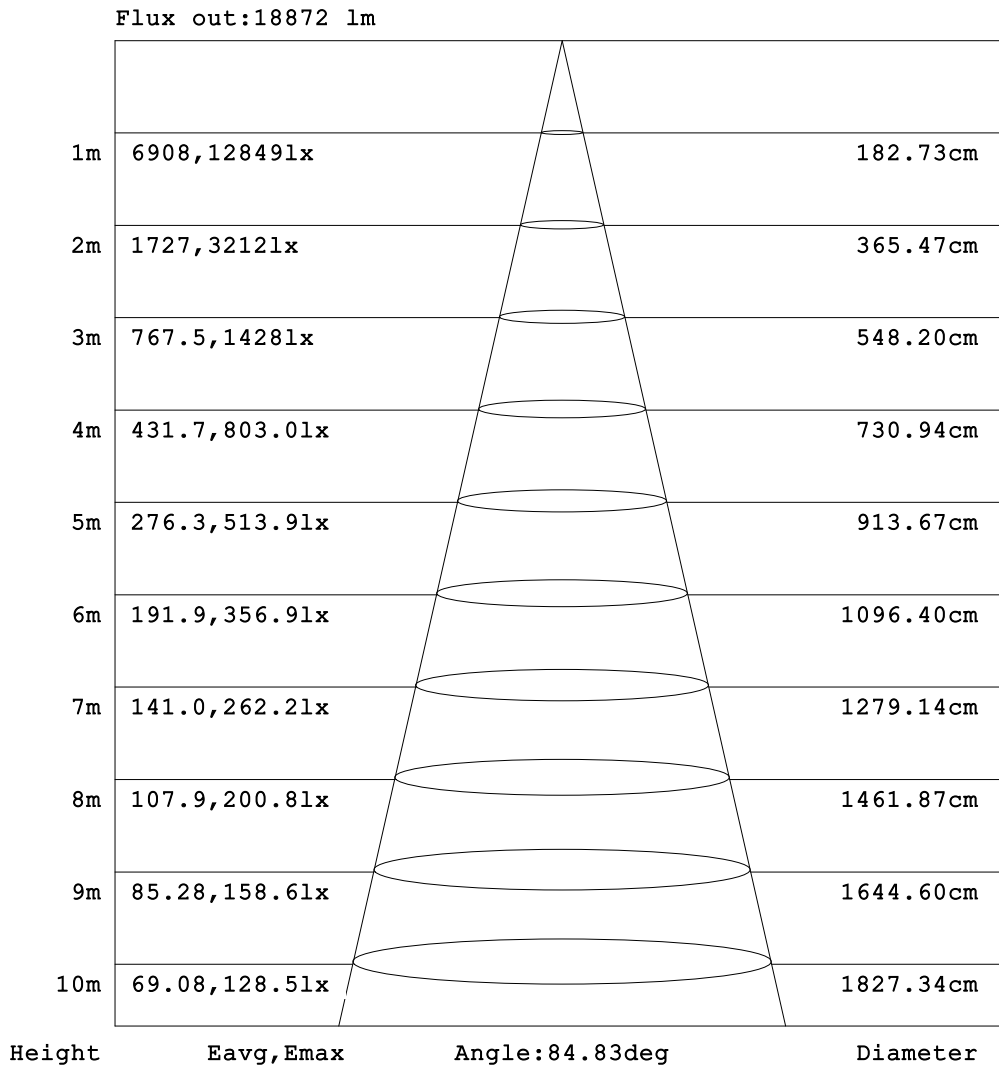 Flux out:18872 lm
1m 6908,12849lx 182.73cm
2m 1727,3212lx 365.47cm
3m 767.5,1428lx 548.20cm
4m 431.7,803.0lx 730.94cm
5m 276.3,513.9lx 913.67cm
6m 191.9,356.9lx 1096.40cm
7m 141.0,262.2lx 1279.14cm
8m 107.9,200.8lx 1461.87cm
9m 85.28,158.6lx 1644.60cm
10m 69.08,128.5lx 1827.34cm
Height Eavg,Emax Angle:84.83deg Diameter